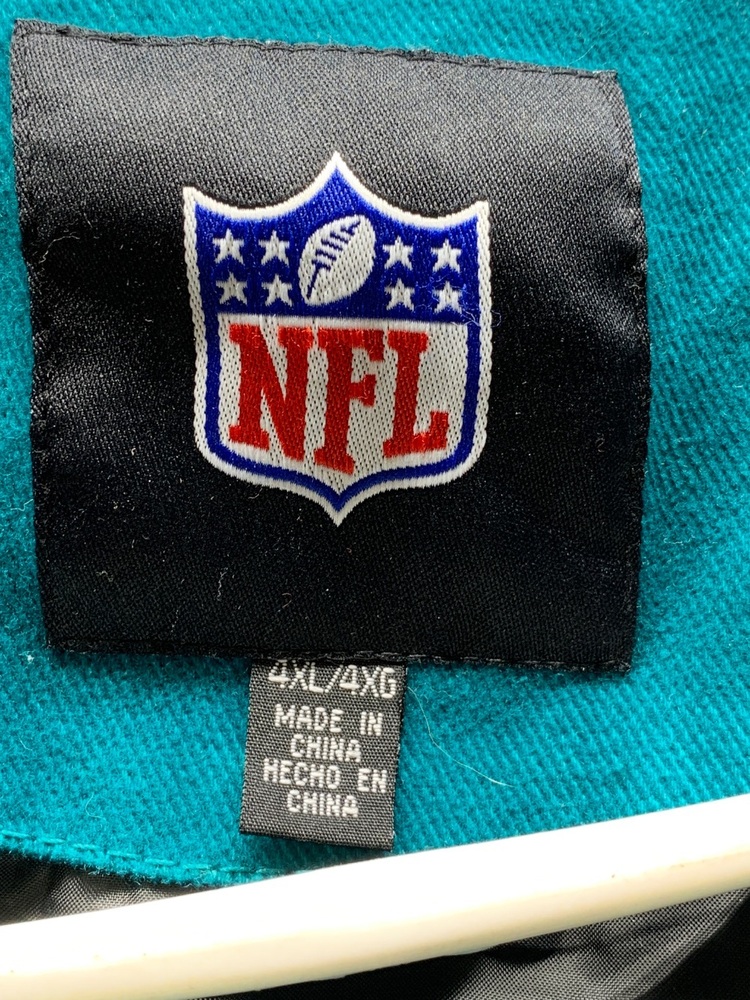 NFL
4XL/4XG
MADE IN
CHINA
HECHO EN
CHINA